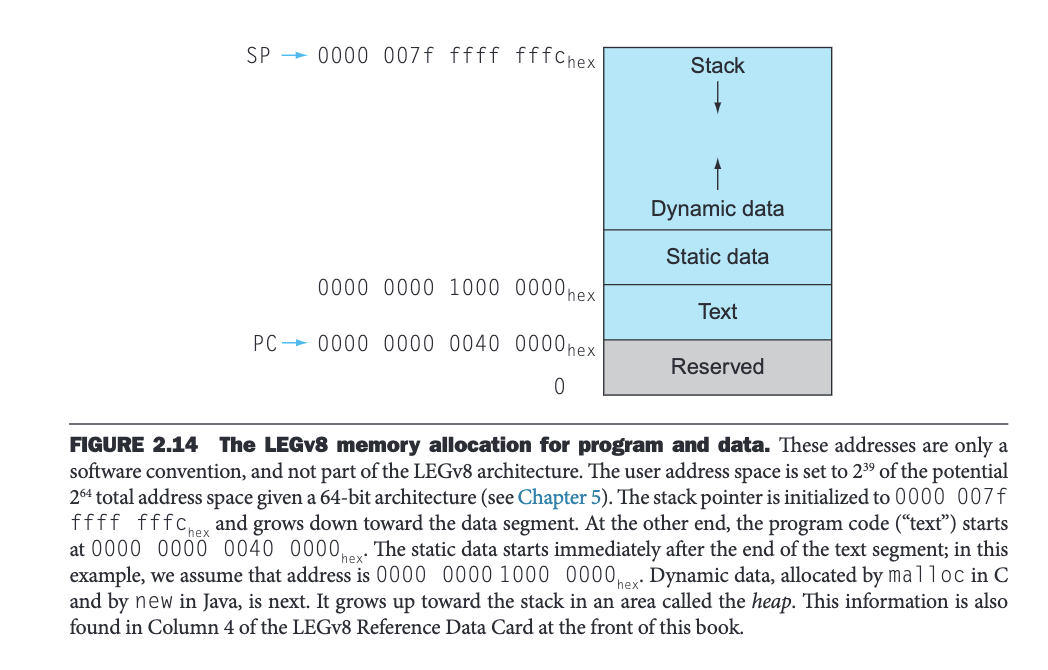 SP → 0000 007f ffff fffc hex
Stack
Dynamic data
Static data
0000 0000 1000 0000 hex
Text
PC → 0000 0000 0040 0000 hex
Reserved
0
FIGURE 2.14 The LEGv8 memory allocation for program and data. These addresses are only a
software convention, and not part of the LEGv8 architecture. The user address space is set to 2³⁹ of the potential
2⁶⁴ total address space given a 64-bit architecture (see Chapter 5). The stack pointer is initialized to 0000 007f
ffff fffc hex and grows down toward the data segment. At the other end, the program code (“text”) starts
at 0000 0000 0040 0000 hex. The static data starts immediately after the end of the text segment; in this
example, we assume that address is 0000 0000 1000 0000 hex. Dynamic data, allocated by malloc in C
and by new in Java, is next. It grows up toward the stack in an area called the heap. This information is also
found in Column 4 of the LEGv8 Reference Data Card at the front of this book.